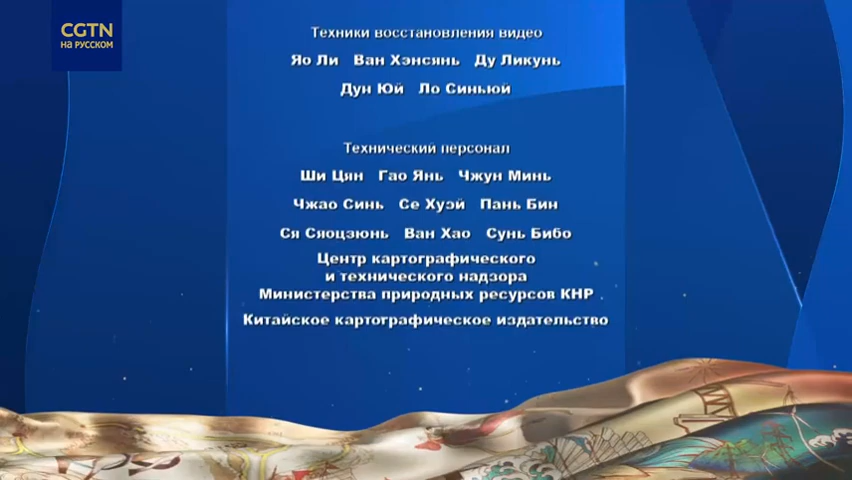 CGTN
НА РУССКОМ
Техники восстановления видео
Яо Ли Ван Хэнсянь Ду Ликунь
Дун Юй Ло Синьюй
Технический персонал
Ши Цян Гао Янь Чжун Минь
Чжао Синь Се Хуэй Пань Бин
Ся Сяоцзюнь Ван Хао Сунь Бибо
Центр картографического
и технического надзора
Министерства природных ресурсов КНР
Китайское картографическое издательство